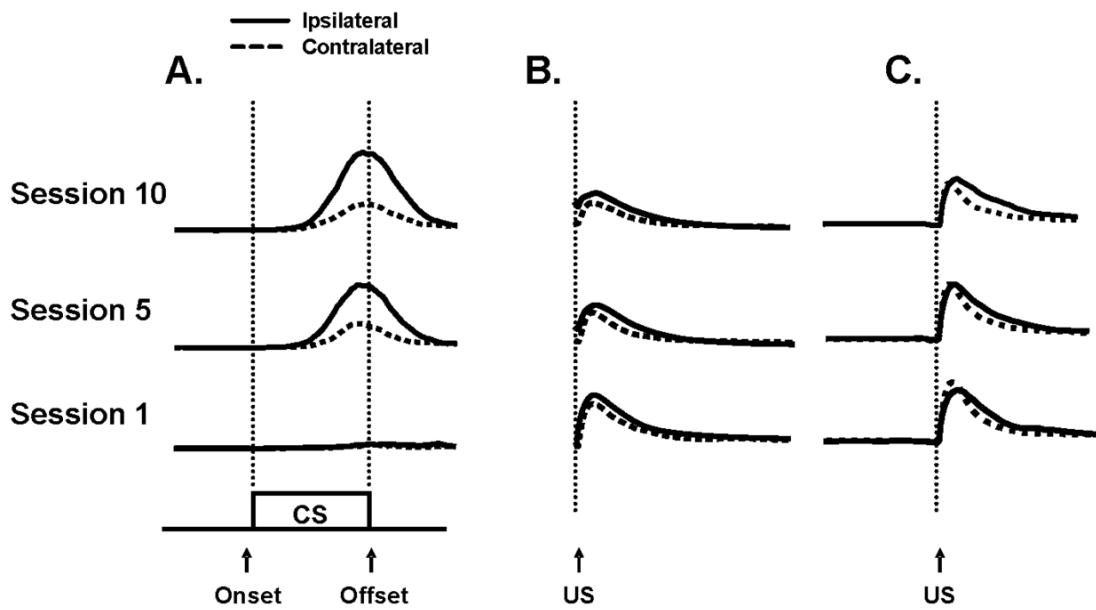 Ipsilateral
Contralateral
A.
B.
C.
Session 10
Session 5
Session 1
CS
Onset
Offset
US
US